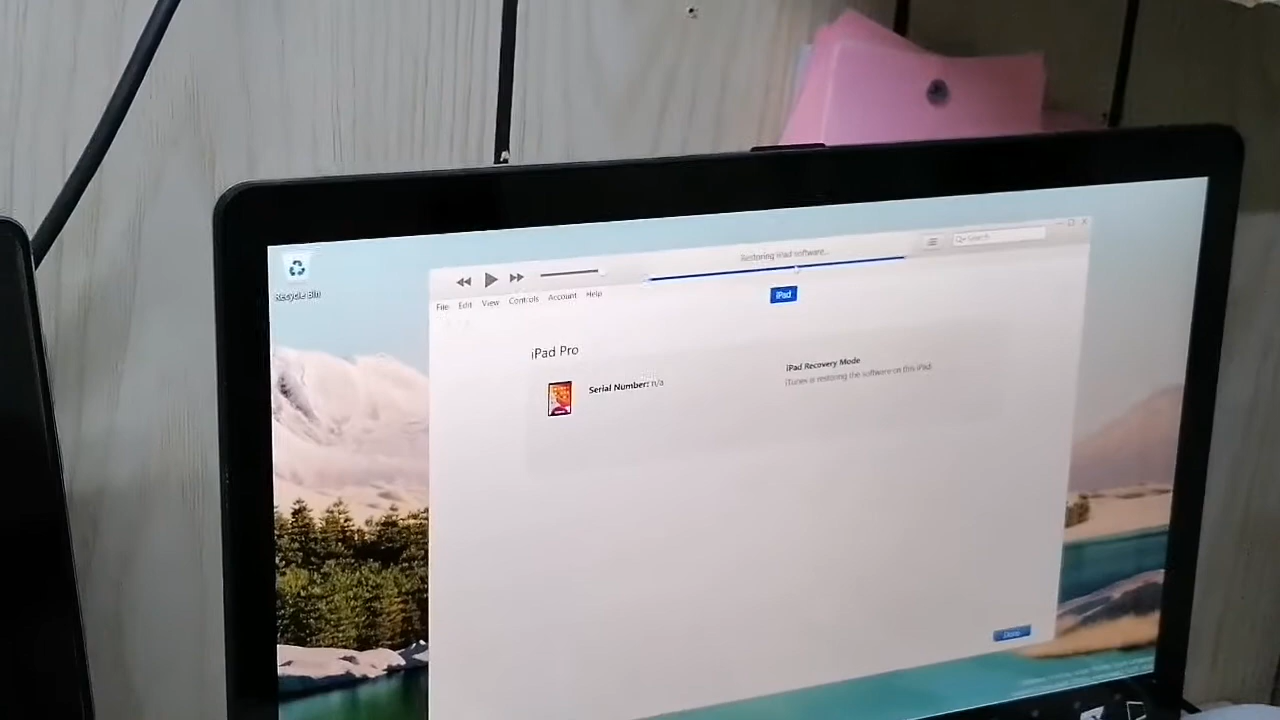 Recycle Bin
Restoring iPad software...
Search
File Edit View Controls Account Help
iPad
iPad Pro
Serial Number: n/a
iPad Recovery Mode
iTunes is restoring the software on this iPad.
Done